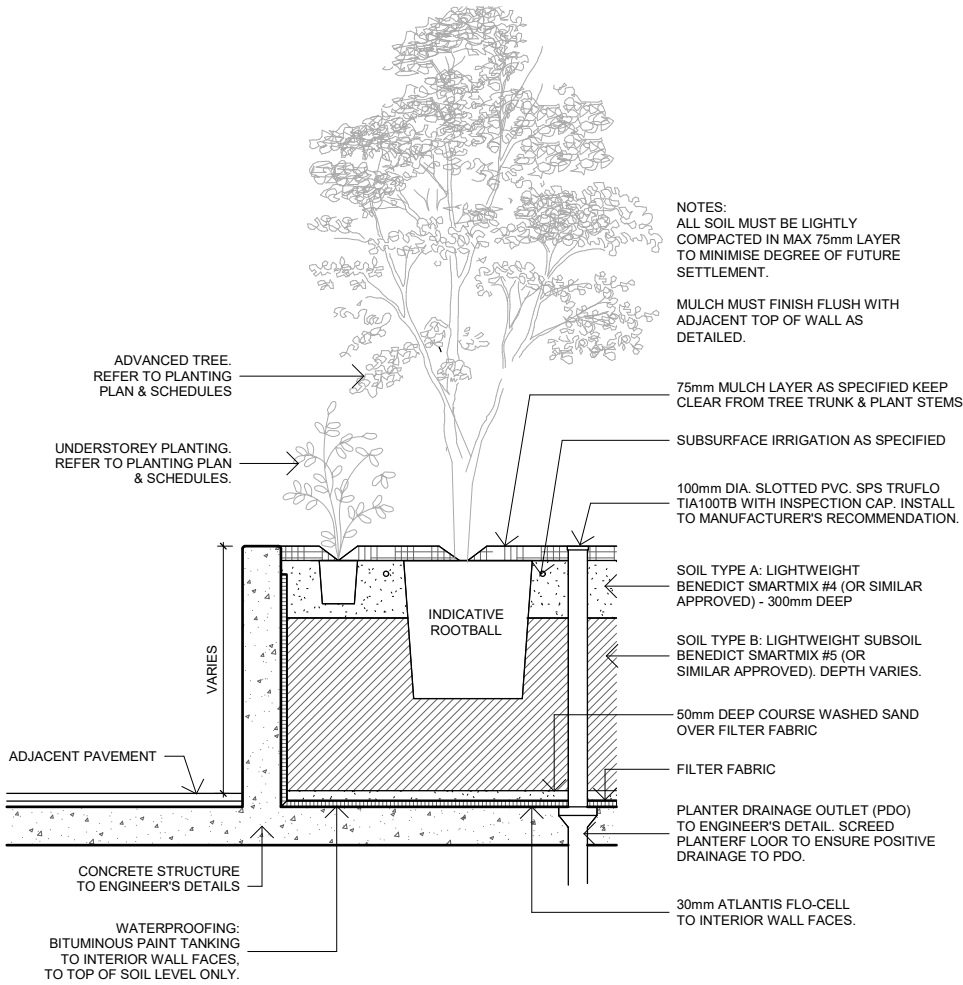 NOTES:
ALL SOIL MUST BE LIGHTLY
COMPACTED IN MAX 75mm LAYER
TO MINIMISE DEGREE OF FUTURE
SETTLEMENT.
MULCH MUST FINISH FLUSH WITH
ADJACENT TOP OF WALL AS
DETAILED.
ADVANCED TREE.
REFER TO PLANTING
PLAN & SCHEDULES
UNDERSTOREY PLANTING.
REFER TO PLANTING PLAN
& SCHEDULES.
75mm MULCH LAYER AS SPECIFIED KEEP
CLEAR FROM TREE TRUNK & PLANT STEMS
SUBSURFACE IRRIGATION AS SPECIFIED
100mm DIA. SLOTTED PVC. SPS TRUFLO
TIA100TB WITH INSPECTION CAP. INSTALL
TO MANUFACTURER'S RECOMMENDATION.
SOIL TYPE A: LIGHTWEIGHT
BENEDICT SMARTMIX #4 (OR SIMILAR
APPROVED) - 300mm DEEP
INDICATIVE
ROOTBALL
SOIL TYPE B: LIGHTWEIGHT SUBSOIL
BENEDICT SMARTMIX #5 (OR
SIMILAR APPROVED). DEPTH VARIES.
VARIES
50mm DEEP COURSE WASHED SAND
OVER FILTER FABRIC
ADJACENT PAVEMENT
FILTER FABRIC
PLANTER DRAINAGE OUTLET (PDO)
TO ENGINEER'S DETAIL. SCREED
PLANTERF LOOR TO ENSURE POSITIVE
DRAINAGE TO PDO.
CONCRETE STRUCTURE
TO ENGINEER'S DETAILS
30mm ATLANTIS FLO-CELL
TO INTERIOR WALL FACES.
WATERPROOFING:
BITUMINOUS PAINT TANKING
TO INTERIOR WALL FACES,
TO TOP OF SOIL LEVEL ONLY.